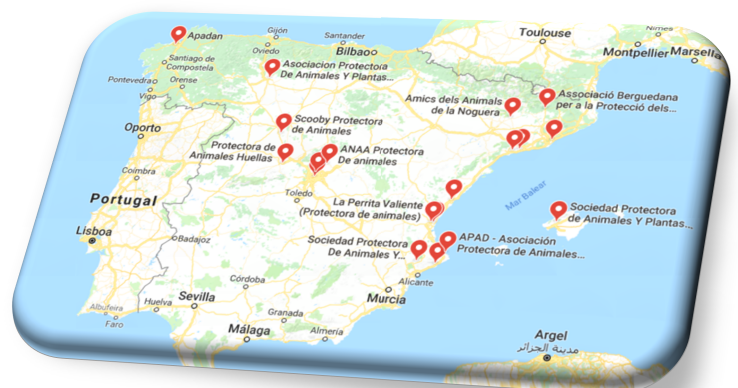 Apadan
Gijón
Santander
Oviedo
Bilbao
Toulouse
Nimes
Montpellier
Marsella
Santiago de
Compostela
Asociacion Protectora
De Animales Y Plantas...
Pontevedra
Orense
Vigo
Amics dels Animals
de la Noguera
Associació Berguedana
per a la Protecció dels...
Oporto
Scooby Protectora
de Animales
Protectora de
Animales Huellas
ANAA Protectora
De animales
Coímbra
Toledo
Portugal
La Perrita Valiente
(Protectora de animales)
Mar Balear
Sociedad Protectora
de Animales Y Plantas...
Lisboa
Badajoz
Sociedad Protectora
De Animales Y...
APAD - Asociación
Protectora de Animales...
Alicante
Córdoba
Murcia
Albufeira
Faro
Huelva
Sevilla
Granada
Málaga
Almería
Argel
مدينة الجزائر